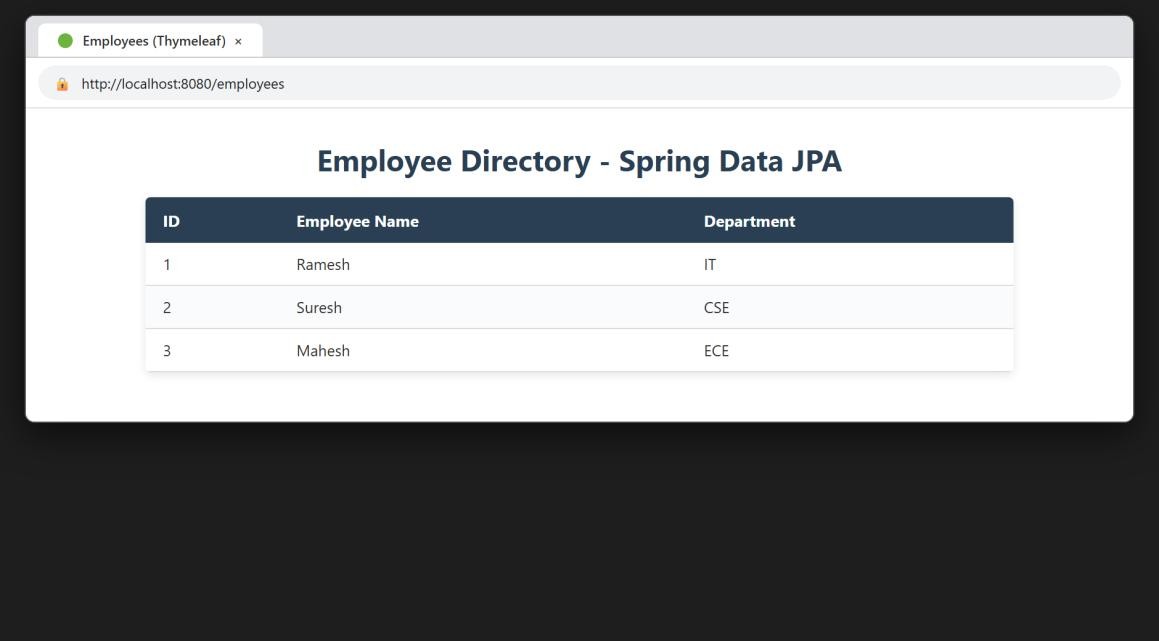 Employees (Thymeleaf) ×
http://localhost:8080/employees
Employee Directory - Spring Data JPA
ID Employee Name Department
1 Ramesh IT
2 Suresh CSE
3 Mahesh ECE